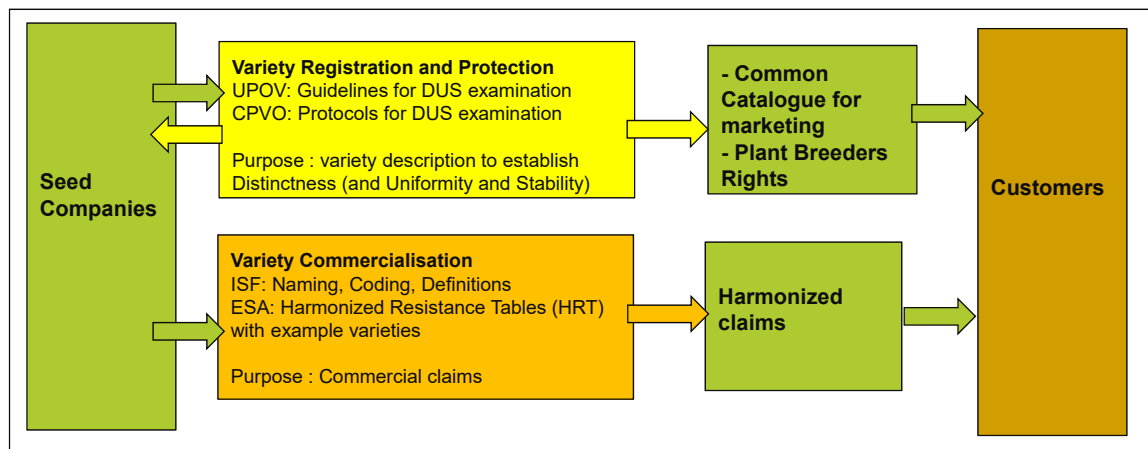 Seed
Companies
Variety Registration and Protection
UPOV: Guidelines for DUS examination
CPVO: Protocols for DUS examination
Purpose : variety description to establish
Distinctness (and Uniformity and Stability)
- Common
Catalogue for
marketing
- Plant Breeders
Rights
Variety Commercialisation
ISF: Naming, Coding, Definitions
ESA: Harmonized Resistance Tables (HRT)
with example varieties
Purpose : Commercial claims
Harmonized
claims
Customers